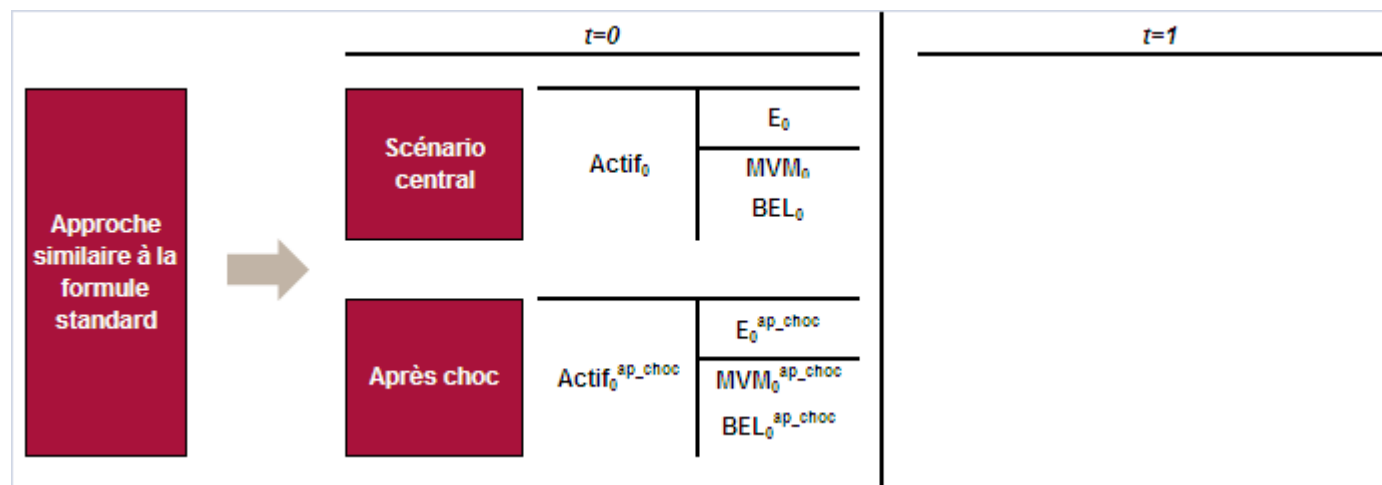 t=0
t=1
Approche
similaire à la
formule
standard
Scénario
central
Actif₀
E₀
MVM₀
BEL₀
Après choc
Actif₀ᵃᵖ_ᶜʰᵒᶜ
E₀ᵃᵖ_ᶜʰᵒᶜ
MVM₀ᵃᵖ_ᶜʰᵒᶜ
BEL₀ᵃᵖ_ᶜʰᵒᶜ